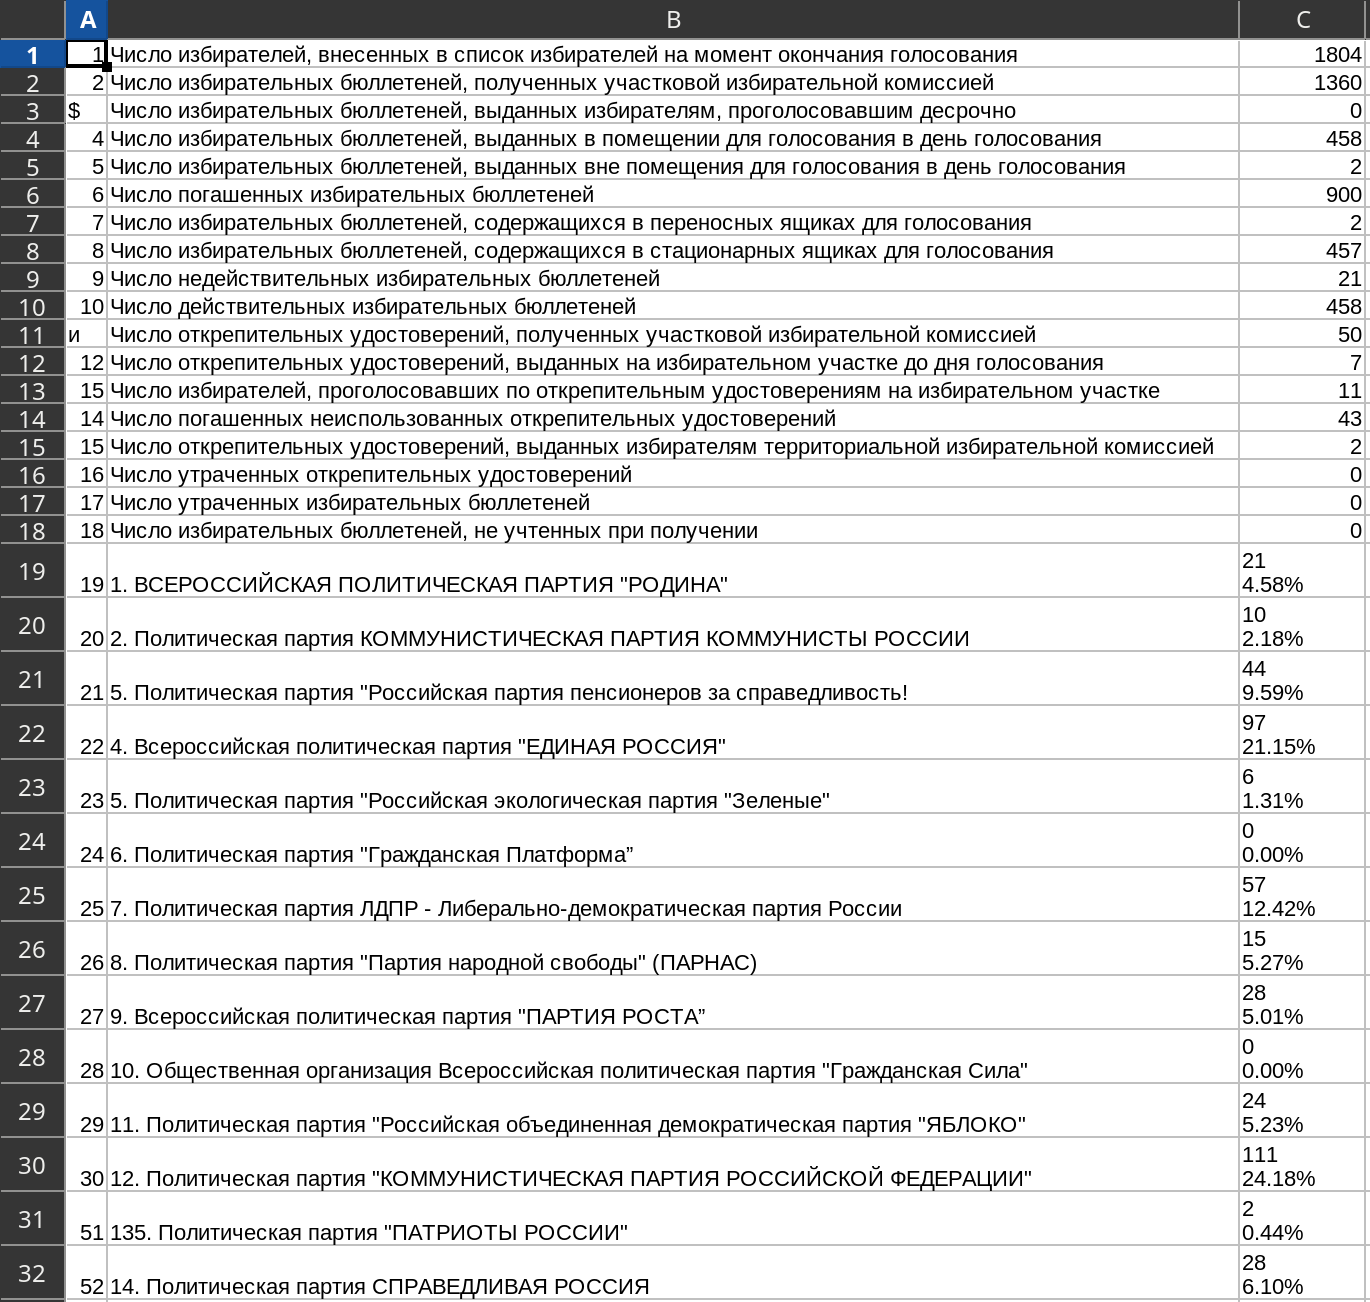 A B C
1 1 Число избирателей, внесенных в список избирателей на момент окончания голосования 1804
2 2 Число избирательных бюллетеней, полученных участковой избирательной комиссией 1360
3 $ Число избирательных бюллетеней, выданных избирателям, проголосовавшим десрочно 0
4 4 Число избирательных бюллетеней, выданных в помещении для голосования в день голосования 458
5 5 Число избирательных бюллетеней, выданных вне помещения для голосования в день голосования 2
6 6 Число погашенных избирательных бюллетеней 900
7 7 Число избирательных бюллетеней, содержащихся в переносных ящиках для голосования 2
8 8 Число избирательных бюллетеней, содержащихся в стационарных ящиках для голосования 457
9 9 Число недействительных избирательных бюллетеней 21
10 10 Число действительных избирательных бюллетеней 458
11 и Число открепительных удостоверений, полученных участковой избирательной комиссией 50
12 12 Число открепительных удостоверений, выданных на избирательном участке до дня голосования 7
13 15 Число избирателей, проголосовавших по открепительным удостоверениям на избирательном участке 11
14 14 Число погашенных неиспользованных открепительных удостоверений 43
15 15 Число открепительных удостоверений, выданных избирателям территориальной избирательной комиссией 2
16 16 Число утраченных открепительных удостоверений 0
17 17 Число утраченных избирательных бюллетеней 0
18 18 Число избирательных бюллетеней, не учтенных при получении 0
21
19 19 1. ВСЕРОССИЙСКАЯ ПОЛИТИЧЕСКАЯ ПАРТИЯ "РОДИНА" 4.58%
10
20 20 2. Политическая партия КОММУНИСТИЧЕСКАЯ ПАРТИЯ КОММУНИСТЫ РОССИИ 2.18%
44
21 21 5. Политическая партия "Российская партия пенсионеров за справедливость! 9.59%
97
22 22 4. Всероссийская политическая партия "ЕДИНАЯ РОССИЯ" 21.15%
6
23 23 5. Политическая партия "Российская экологическая партия "Зеленые" 1.31%
0
24 24 6. Политическая партия "Гражданская Платформа” 0.00%
57
25 25 7. Политическая партия ЛДПР - Либерально-демократическая партия России 12.42%
15
26 26 8. Политическая партия "Партия народной свободы" (ПАРНАС) 5.27%
28
27 27 9. Всероссийская политическая партия "ПАРТИЯ РОСТА” 5.01%
0
28 28 10. Общественная организация Всероссийская политическая партия "Гражданская Сила" 0.00%
24
29 29 11. Политическая партия "Российская объединенная демократическая партия "ЯБЛОКО" 5.23%
111
30 30 12. Политическая партия "КОММУНИСТИЧЕСКАЯ ПАРТИЯ РОССИЙСКОЙ ФЕДЕРАЦИИ" 24.18%
2
31 51 135. Политическая партия "ПАТРИОТЫ РОССИИ" 0.44%
28
32 52 14. Политическая партия СПРАВЕДЛИВАЯ РОССИЯ 6.10%